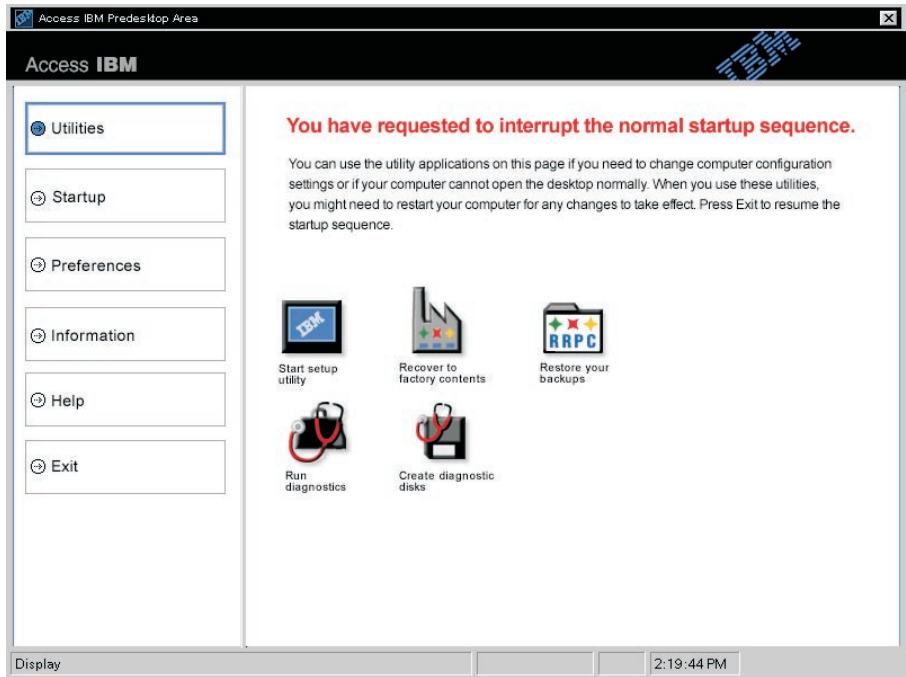 Access IBM Predesktop Area
Access IBM
IBM
Utilities
Startup
Preferences
Information
Help
Exit
You have requested to interrupt the normal startup sequence.
You can use the utility applications on this page if you need to change computer configuration
settings or if your computer cannot open the desktop normally. When you use these utilities,
you might need to restart your computer for any changes to take effect. Press Exit to resume the
startup sequence.
IBM
Start setup
utility
Recover to
factory contents
RRPC
Restore your
backups
Run
diagnostics
Create diagnostic
disks
Display
2:19:44 PM